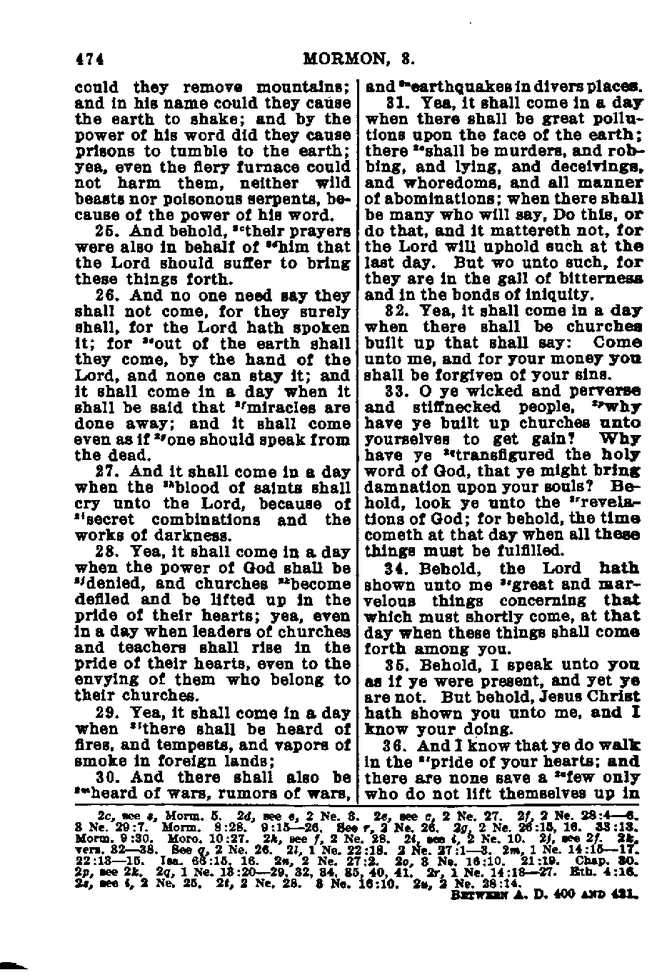 474 MORMON, 8.
could they remove mountains;
and in his name could they cause
the earth to shake; and by the
power of his word did they cause
prisons to tumble to the earth;
yea, even the fiery furnace could
not harm them, neither wild
beasts nor poisonous serpents, be-
cause of the power of his word.
25. And behold, 2ctheir prayers
were also in behalf of 2dhim that
the Lord should suffer to bring
these things forth.
26. And no one need say they
shall not come, for they surely
shall, for the Lord hath spoken
it; for 2eout of the earth shall
they come, by the hand of the
Lord, and none can stay it; and
it shall come in a day when it
shall be said that 2fmiracles are
done away; and it shall come
even as if 2gone should speak from
the dead.
27. And it shall come in a day
when the 2hblood of saints shall
cry unto the Lord, because of
2isecret combinations and the
works of darkness.
28. Yea, it shall come in a day
when the power of God shall be
2jdenied, and churches 2kbecome
defiled and be lifted up in the
pride of their hearts; yea, even
in a day when leaders of churches
and teachers shall rise in the
pride of their hearts, even to the
envying of them who belong to
their churches.
29. Yea, it shall come in a day
when 2lthere shall be heard of
fires, and tempests, and vapors of
smoke in foreign lands;
30. And there shall also be
2mheard of wars, rumors of wars,
and 2nearthquakes in divers places.
31. Yea, it shall come in a day
when there shall be great pollu-
tions upon the face of the earth;
there 2oshall be murders, and rob-
bing, and lying, and deceivings,
and whoredoms, and all manner
of abominations; when there shall
be many who will say, Do this, or
do that, and it mattereth not, for
the Lord will uphold such at the
last day. But wo unto such, for
they are in the gall of bitterness
and in the bonds of iniquity.
32. Yea, it shall come in a day
when there shall be churches
built up that shall say: Come
unto me, and for your money you
shall be forgiven of your sins.
33. O ye wicked and perverse
and stiffnecked people, 2pwhy
have ye built up churches unto
yourselves to get gain? Why
have ye 2qtransfigured the holy
word of God, that ye might bring
damnation upon your souls? Be-
hold, look ye unto the 2rrevela-
tions of God; for behold, the time
cometh at that day when all these
things must be fulfilled.
34. Behold, the Lord hath
shown unto me 2sgreat and mar-
velous things concerning that
which must shortly come, at that
day when these things shall come
forth among you.
35. Behold, I speak unto you
as if ye were present, and yet ye
are not. But behold, Jesus Christ
hath shown you unto me, and I
know your doing.
36. And I know that ye do walk
in the 2tpride of your hearts; and
there are none save a 2ufew only
who do not lift themselves up in
2c, see s, Morm. 5. 2d, see e, 2 Ne. 3. 2e, see c, 2 Ne. 27. 2f, 2 Ne. 28:4—6.
3 Ne. 29:7. Morm. 8:28. 9:15—26. See r, 2 Ne. 26. 2g, 2 Ne. 26:15, 16. 33:13.
Morm. 9:30. Moro. 10:27. 2h, see f, 2 Ne. 28. 2i, see i, 2 Ne. 10. 2j, see 2f. 2k,
vers. 32—38. See q, 2 Ne. 26. 2l, 1 Ne. 22:18. 2 Ne. 27:1—3. 2m, 1 Ne. 14:15—17.
22:13—15. Isa. 66:15, 16. 2n, 2 Ne. 27:2. 2o, 3 Ne. 16:10. 21:19. Chap. 30.
2p, see 2k. 2q, 1 Ne. 13:20—29, 32, 34, 35, 40, 41. 2r, 1 Ne. 14:18—27. Eth. 4:16.
2s, see i, 2 Ne. 25. 2t, 2 Ne. 28. 3 Ne. 16:10. 2u, 2 Ne. 28:14.
BETWEEN A. D. 400 AND 421.